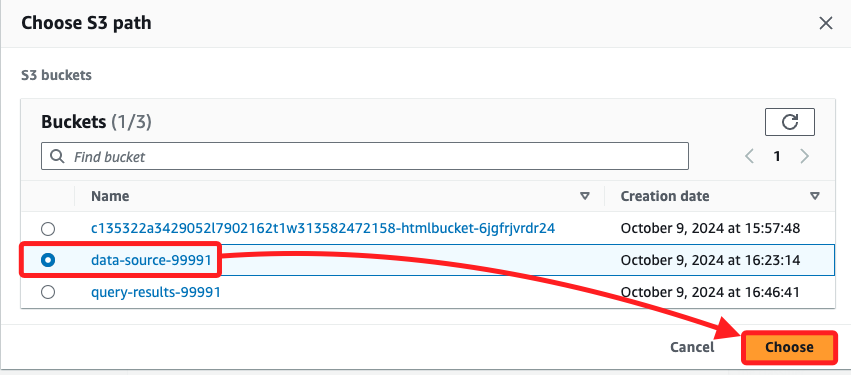 Choose S3 path
S3 buckets
Buckets (1/3)
Find bucket
1
Name Creation date
c135322a3429052l7902162t1w313582472158-htmlbucket-6jgfrjvrdr24 October 9, 2024 at 15:57:48
data-source-99991 October 9, 2024 at 16:23:14
query-results-99991 October 9, 2024 at 16:46:41
Cancel Choose